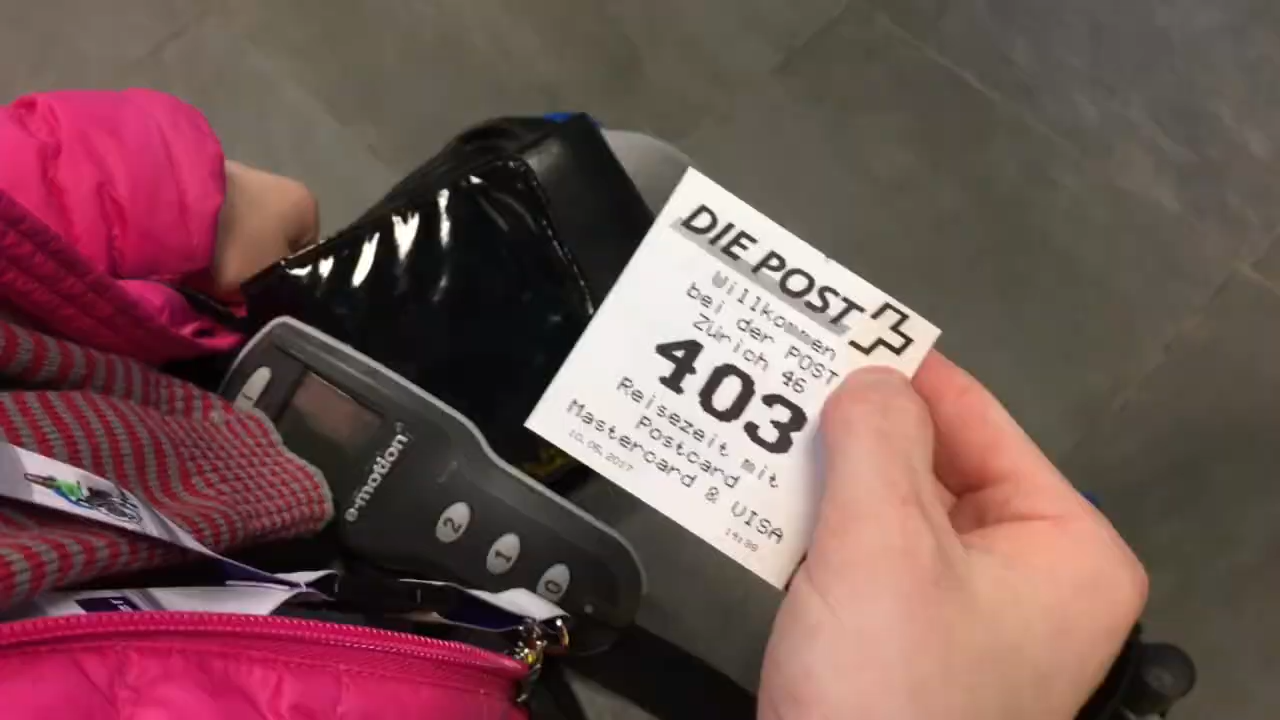 DIE POST
Willkommen
bei der POST
Zürich 46
403
Reisezeit mit
Postcard
Mastercard & VISA
10.05.2017
14:39
e·motion®
2
1
0